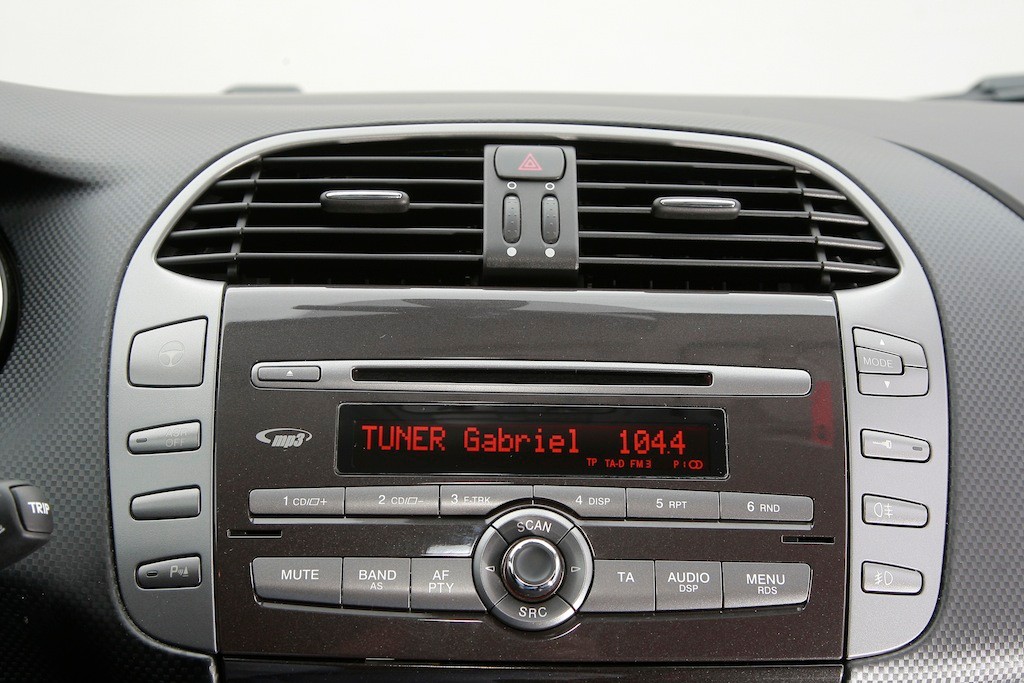 MODE
ASR
OFF
mp3
TUNER Gabriel 104.4
TP TA-D FM3 P:
1 CD/+
2 CD/-
3 F-TRK
4 DISP
5 RPT
6 RND
SCAN
TRIP
P
MUTE
BAND
AS
AF
PTY
TA
AUDIO
DSP
MENU
RDS
SRC